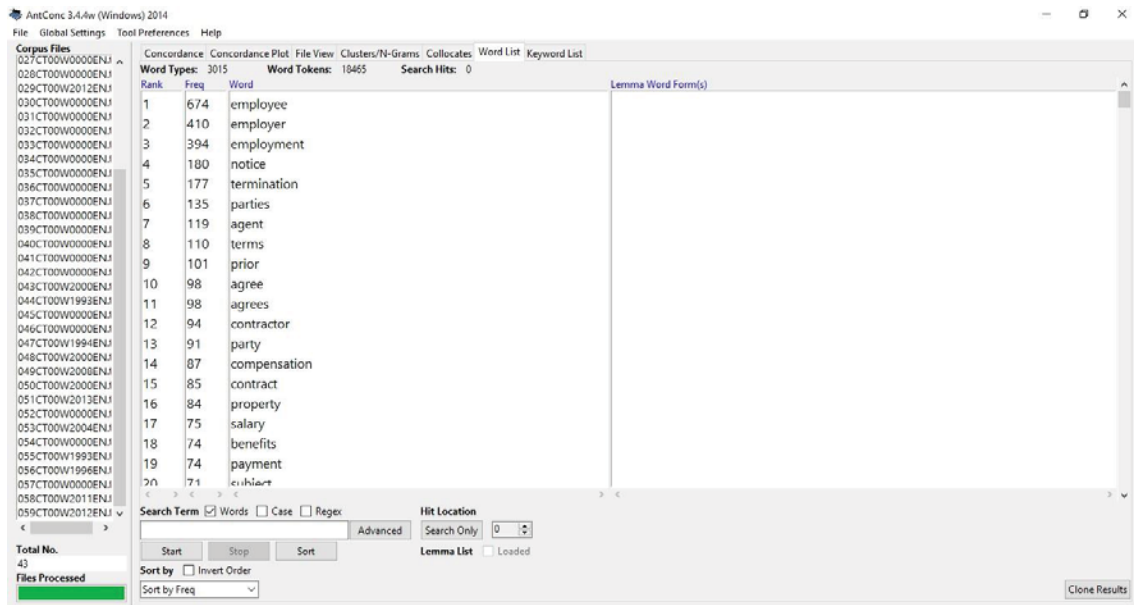 AntConc 3.4.4w (Windows) 2014
File Global Settings Tool Preferences Help
Corpus Files
027CT00W0000ENJ
028CT00W0000ENJ
029CT00W2012ENJ
030CT00W0000ENJ
031CT00W0000ENJ
032CT00W0000ENJ
033CT00W0000ENJ
034CT00W0000ENJ
035CT00W0000ENJ
036CT00W0000ENJ
037CT00W0000ENJ
038CT00W0000ENJ
039CT00W0000ENJ
040CT00W0000ENJ
041CT00W0000ENJ
042CT00W0000ENJ
043CT00W2000ENJ
044CT00W1993ENJ
045CT00W0000ENJ
046CT00W0000ENJ
047CT00W1994ENJ
048CT00W2000ENJ
049CT00W2008ENJ
050CT00W2000ENJ
051CT00W2013ENJ
052CT00W0000ENJ
053CT00W2004ENJ
054CT00W0000ENJ
055CT00W1993ENJ
056CT00W1996ENJ
057CT00W0000ENJ
058CT00W2011ENJ
059CT00W2012ENJ
Total No.
43
Files Processed
Concordance Concordance Plot File View Clusters/N-Grams Collocates Word List Keyword List
Word Types: 3015 Word Tokens: 18465 Search Hits: 0
Rank Freq Word Lemma Word Form(s)
1 674 employee
2 410 employer
3 394 employment
4 180 notice
5 177 termination
6 135 parties
7 119 agent
8 110 terms
9 101 prior
10 98 agree
11 98 agrees
12 94 contractor
13 91 party
14 87 compensation
15 85 contract
16 84 property
17 75 salary
18 74 benefits
19 74 payment
20 71 subject
Search Term Words Case Regex Hit Location
Advanced Search Only 0
Start Stop Sort Lemma List Loaded
Sort by Invert Order
Sort by Freq Clone Results